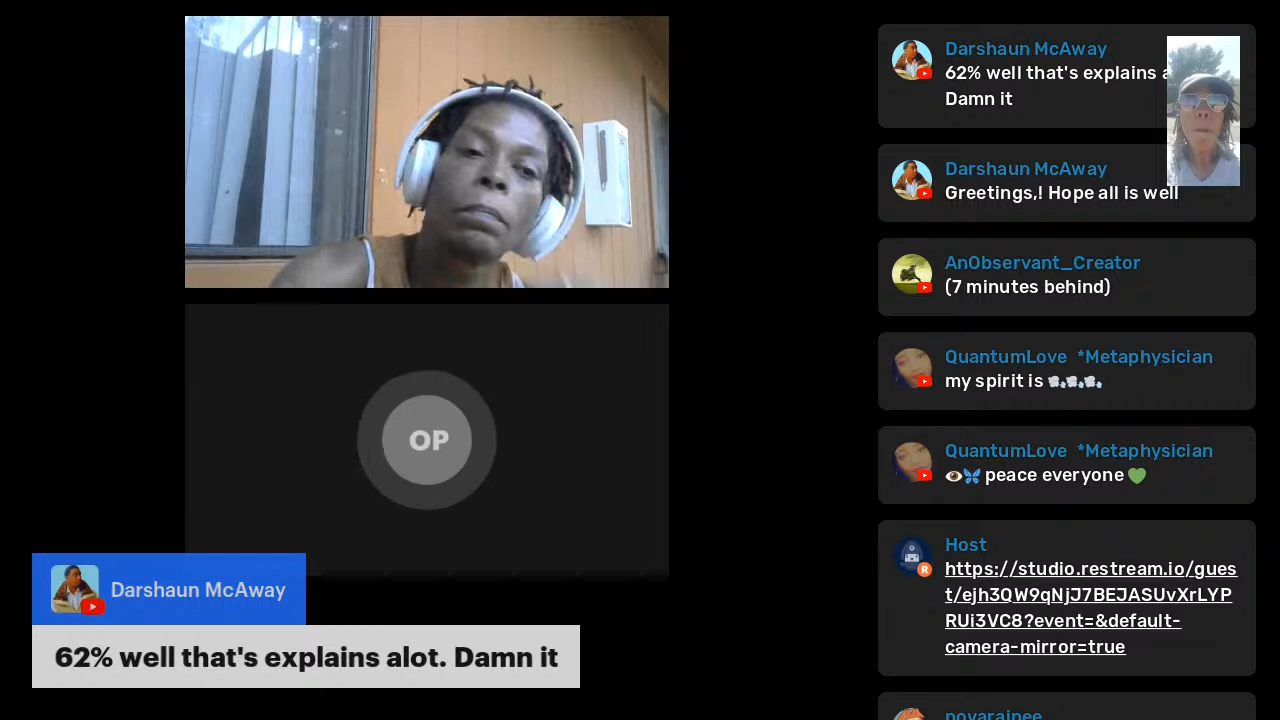 Darshaun McAway
62% well that's explains a
Damn it
Darshaun McAway
Greetings,! Hope all is well
AnObservant_Creator
(7 minutes behind)
QuantumLove *Metaphysician
my spirit is
QuantumLove *Metaphysician
peace everyone
Host
https://studio.restream.io/gues
t/ejh3QW9qNjJ7BEJASUvXrLYP
RUi3VC8?event=&default-
camera-mirror=true
OP
Darshaun McAway
62% well that's explains alot. Damn it